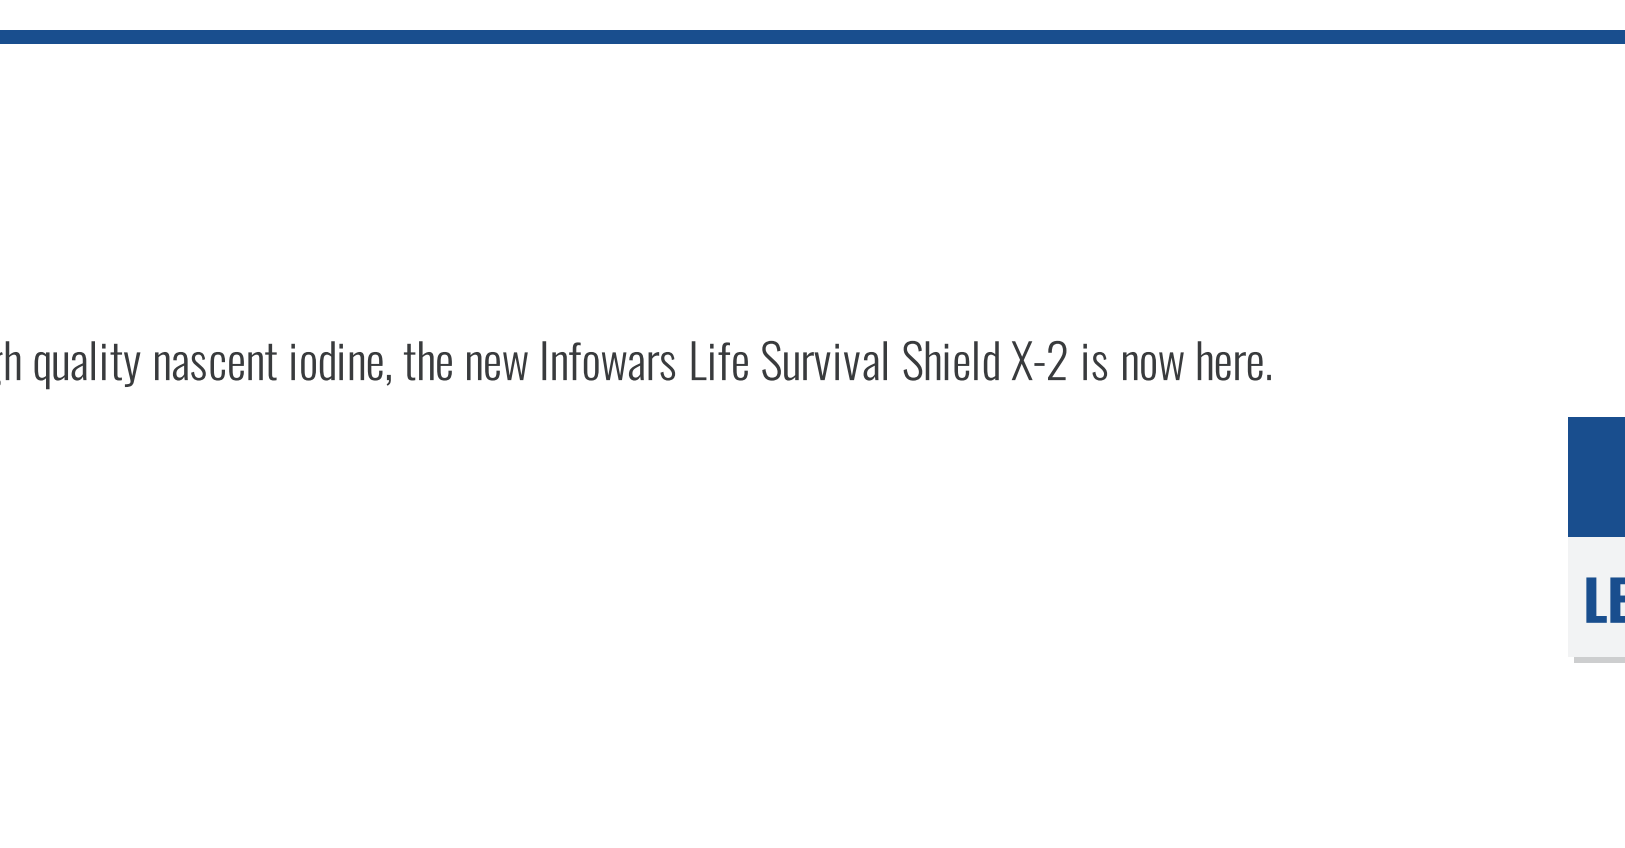 quality nascent iodine, the new Infowars Life Survival Shield X-2 is now here.